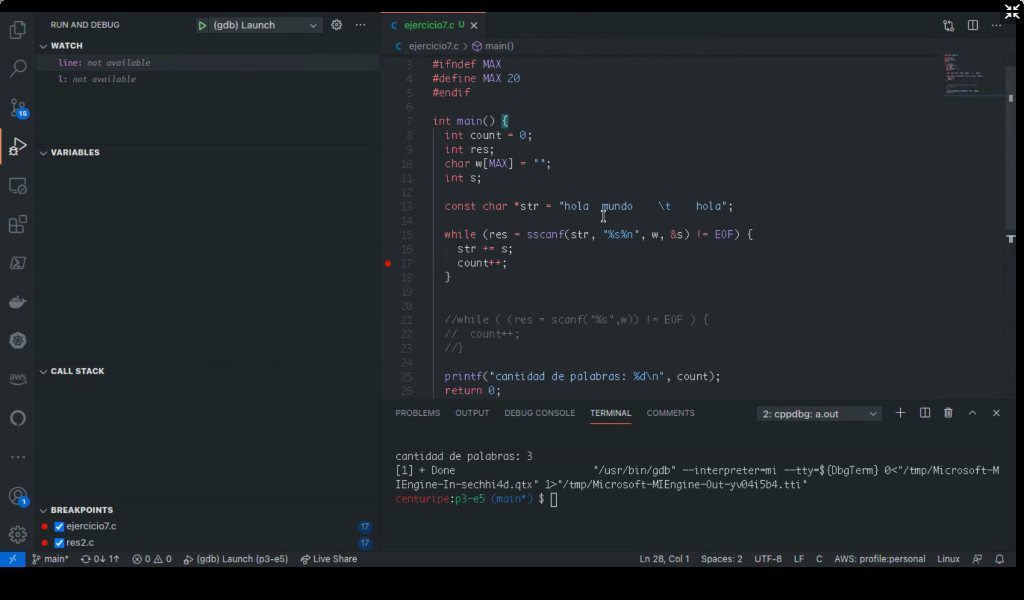 RUN AND DEBUG
(gdb) Launch
WATCH
line: not available
l: not available
15
VARIABLES
CALL STACK
aws
1
BREAKPOINTS
ejercicio7.c 17
res2.c 17
C ejercicio7.c U
C ejercicio7.c > main()
3 #ifndef MAX
4 #define MAX 20
5 #endif
6
7 int main() {
8 int count = 0;
9 int res;
10 char w[MAX] = "";
11 int s;
12
13 const char *str = "hola mundo \t hola";
14
15 while (res = sscanf(str, "%s%n", w, &s) != EOF) {
16 str += s;
17 count++;
18 }
19
20
21 //while ( (res = scanf("%s",w)) != EOF ) {
22 // count++;
23 //}
24
25 printf("cantidad de palabras: %d\n", count);
26 return 0;
PROBLEMS OUTPUT DEBUG CONSOLE TERMINAL COMMENTS 2: cppdbg: a.out
cantidad de palabras: 3
[1] + Done "/usr/bin/gdb" --interpreter=mi --tty=${DbgTerm} 0<"/tmp/Microsoft-M
IEngine-In-sechhi4d.qtx" 1>"/tmp/Microsoft-MIEngine-Out-yv04i5b4.tti"
centuripe:p3-e5 (main*) $
main* 0↓ 1↑ 0 0 (gdb) Launch (p3-e5) Live Share Ln 28, Col 1 Spaces: 2 UTF-8 LF C AWS: profile:personal Linux